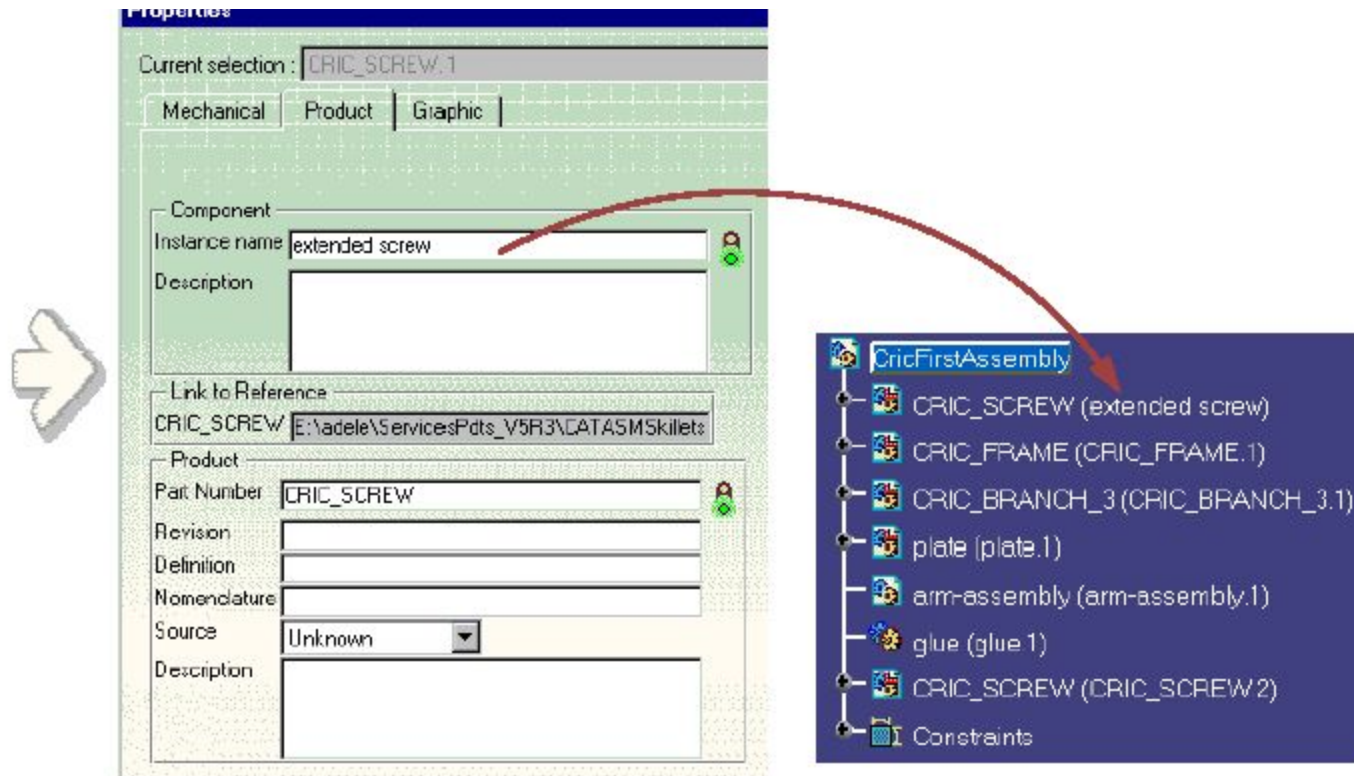 Properties
Current selection : CRIC_SCREW.1
Mechanical Product Graphic
Component
Instance name extended screw
Description
Link to Reference
CRIC_SCREW E:\adele\ServicesPdts_V5R3\CATASMSkillets
Product
Part Number CRIC_SCREW
Revision
Definition
Nomenclature
Source Unknown
Description
CricFirstAssembly
CRIC_SCREW (extended screw)
CRIC_FRAME (CRIC_FRAME.1)
CRIC_BRANCH_3 (CRIC_BRANCH_3.1)
plate (plate.1)
arm-assembly (arm-assembly.1)
glue (glue.1)
CRIC_SCREW (CRIC_SCREW.2)
Constraints